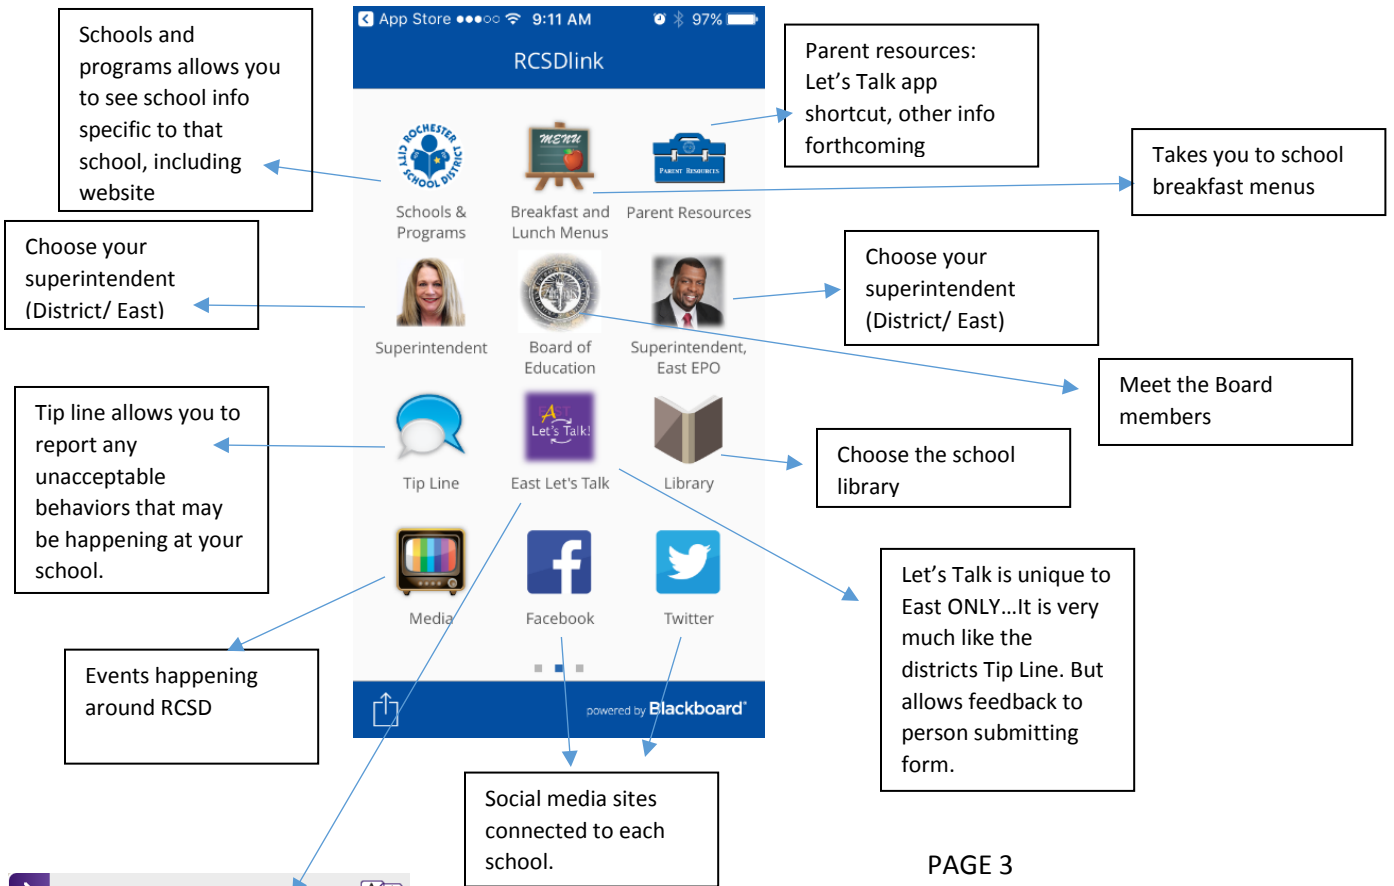 Schools and
programs allows you
to see school info
specific to that
school, including
website
App Store 9:11 AM 97%
RCSDlink
Parent resources:
Let's Talk app
shortcut, other info
forthcoming
Takes you to school
breakfast menus
ROCHESTER
CITY SCHOOL DISTRICT
MENU
PARENT RESOURCES
Schools &
Programs
Breakfast and
Lunch Menus
Parent Resources
Choose your
superintendent
(District/ East)
Choose your
superintendent
(District/ East)
Superintendent
Board of
Education
Superintendent,
East EPO
Meet the Board
members
Tip line allows you to
report any
unacceptable
behaviors that may
be happening at your
school.
EAST
Let's Talk!
Tip Line
East Let's Talk
Library
Choose the school
library
Media
Facebook
Twitter
Let's Talk is unique to
East ONLY...It is very
much like the
districts Tip Line. But
allows feedback to
person submitting
form.
Events happening
around RCSD
powered by Blackboard
Social media sites
connected to each
school.
PAGE 3